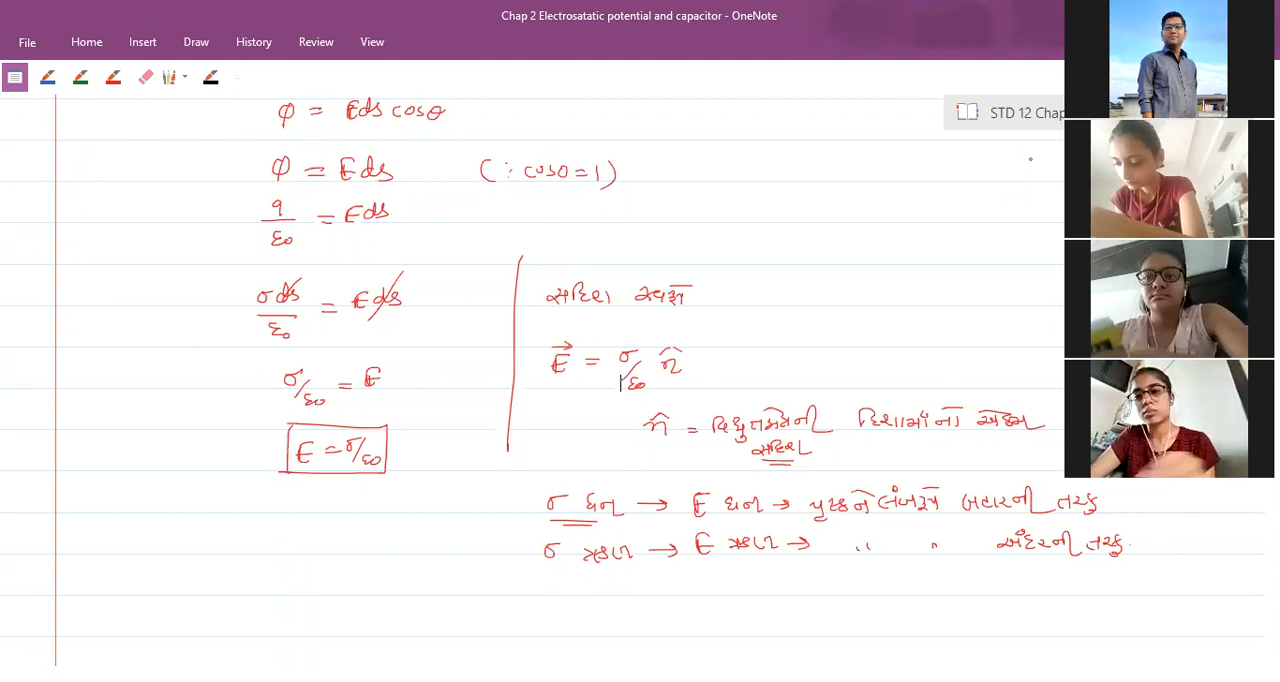 Chap 2 Electrosatatic potential and capacitor - OneNote
File Home Insert Draw History Review View
STD 12 Chap
φ = Eds cosθ
φ = Eds (∵ cos0 = 1)
q/ε0 = Eds
σds/ε0 = Eds
σ/ε0 = E
E = σ/ε0
સદિશ સ્વરૂપે
E⃗ = σ/ε0 n̂
n̂ = વિદ્યુતક્ષેત્રની દિશામાંનો એકમ
સદિશ
σ ધન → E ધન → પૃષ્ઠને લંબરૂપે બહારની તરફ
σ ઋણ → E ઋણ → " " અંદરની તરફ